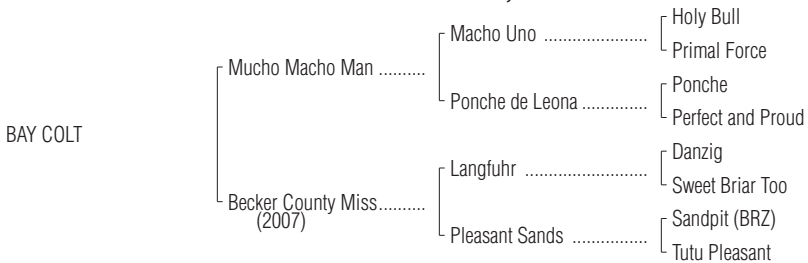 Holy Bull
Macho Uno ......................
Primal Force
Mucho Macho Man ..........
Ponche
Ponche de Leona ..............
Perfect and Proud
BAY COLT
Danzig
Langfuhr ..........................
Sweet Briar Too
Becker County Miss..........
(2007)
Sandpit (BRZ)
Pleasant Sands ................
Tutu Pleasant